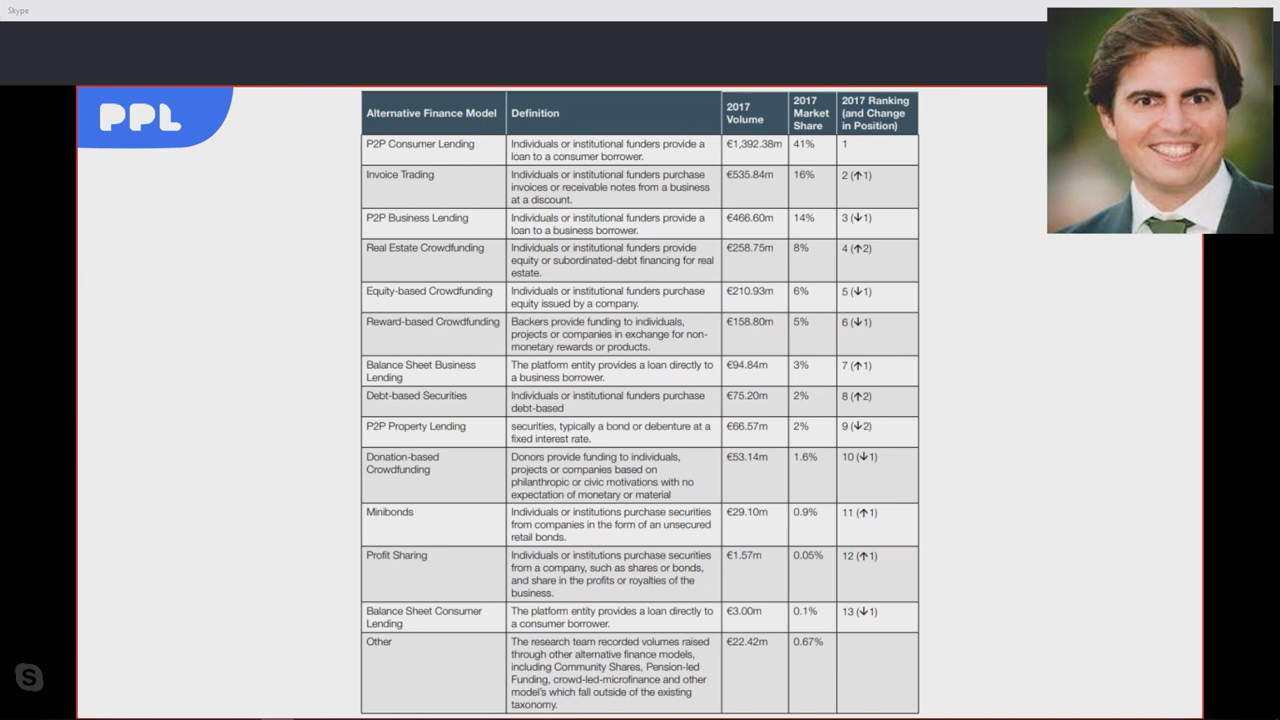 Skype
PPL
Alternative Finance Model
Definition
2017
Volume
2017
Market
Share
2017 Ranking
(and Change
in Position)
P2P Consumer Lending
Individuals or institutional funders provide a
loan to a consumer borrower.
€1,392.38m
41%
1
Invoice Trading
Individuals or institutional funders purchase
invoices or receivable notes from a business
at a discount.
€535.84m
16%
2 (↑1)
P2P Business Lending
Individuals or institutional funders provide a
loan to a business borrower.
€466.60m
14%
3 (↓1)
Real Estate Crowdfunding
Individuals or institutional funders provide
equity or subordinated-debt financing for real
estate.
€258.75m
8%
4 (↑2)
Equity-based Crowdfunding
Individuals or institutional funders purchase
equity issued by a company.
€210.93m
6%
5 (↓1)
Reward-based Crowdfunding
Backers provide funding to individuals,
projects or companies in exchange for non-
monetary rewards or products.
€158.80m
5%
6 (↓1)
Balance Sheet Business
Lending
The platform entity provides a loan directly to
a business borrower.
€94.84m
3%
7 (↑1)
Debt-based Securities
Individuals or institutional funders purchase
debt-based
€75.20m
2%
8 (↑2)
P2P Property Lending
securities, typically a bond or debenture at a
fixed interest rate.
€66.57m
2%
9 (↓2)
Donation-based
Crowdfunding
Donors provide funding to individuals,
projects or companies based on
philanthropic or civic motivations with no
expectation of monetary or material
€53.14m
1.6%
10 (↓1)
Minibonds
Individuals or institutions purchase securities
from companies in the form of an unsecured
retail bonds.
€29.10m
0.9%
11 (↑1)
Profit Sharing
Individuals or institutions purchase securities
from a company, such as shares or bonds,
and share in the profits or royalties of the
business.
€1.57m
0.05%
12 (↑1)
Balance Sheet Consumer
Lending
The platform entity provides a loan directly to
a consumer borrower.
€3.00m
0.1%
13 (↓1)
Other
The research team recorded volumes raised
through other alternative finance models,
including Community Shares, Pension-led
Funding, crowd-led-microfinance and other
model's which fall outside of the existing
taxonomy.
€22.42m
0.67%
S